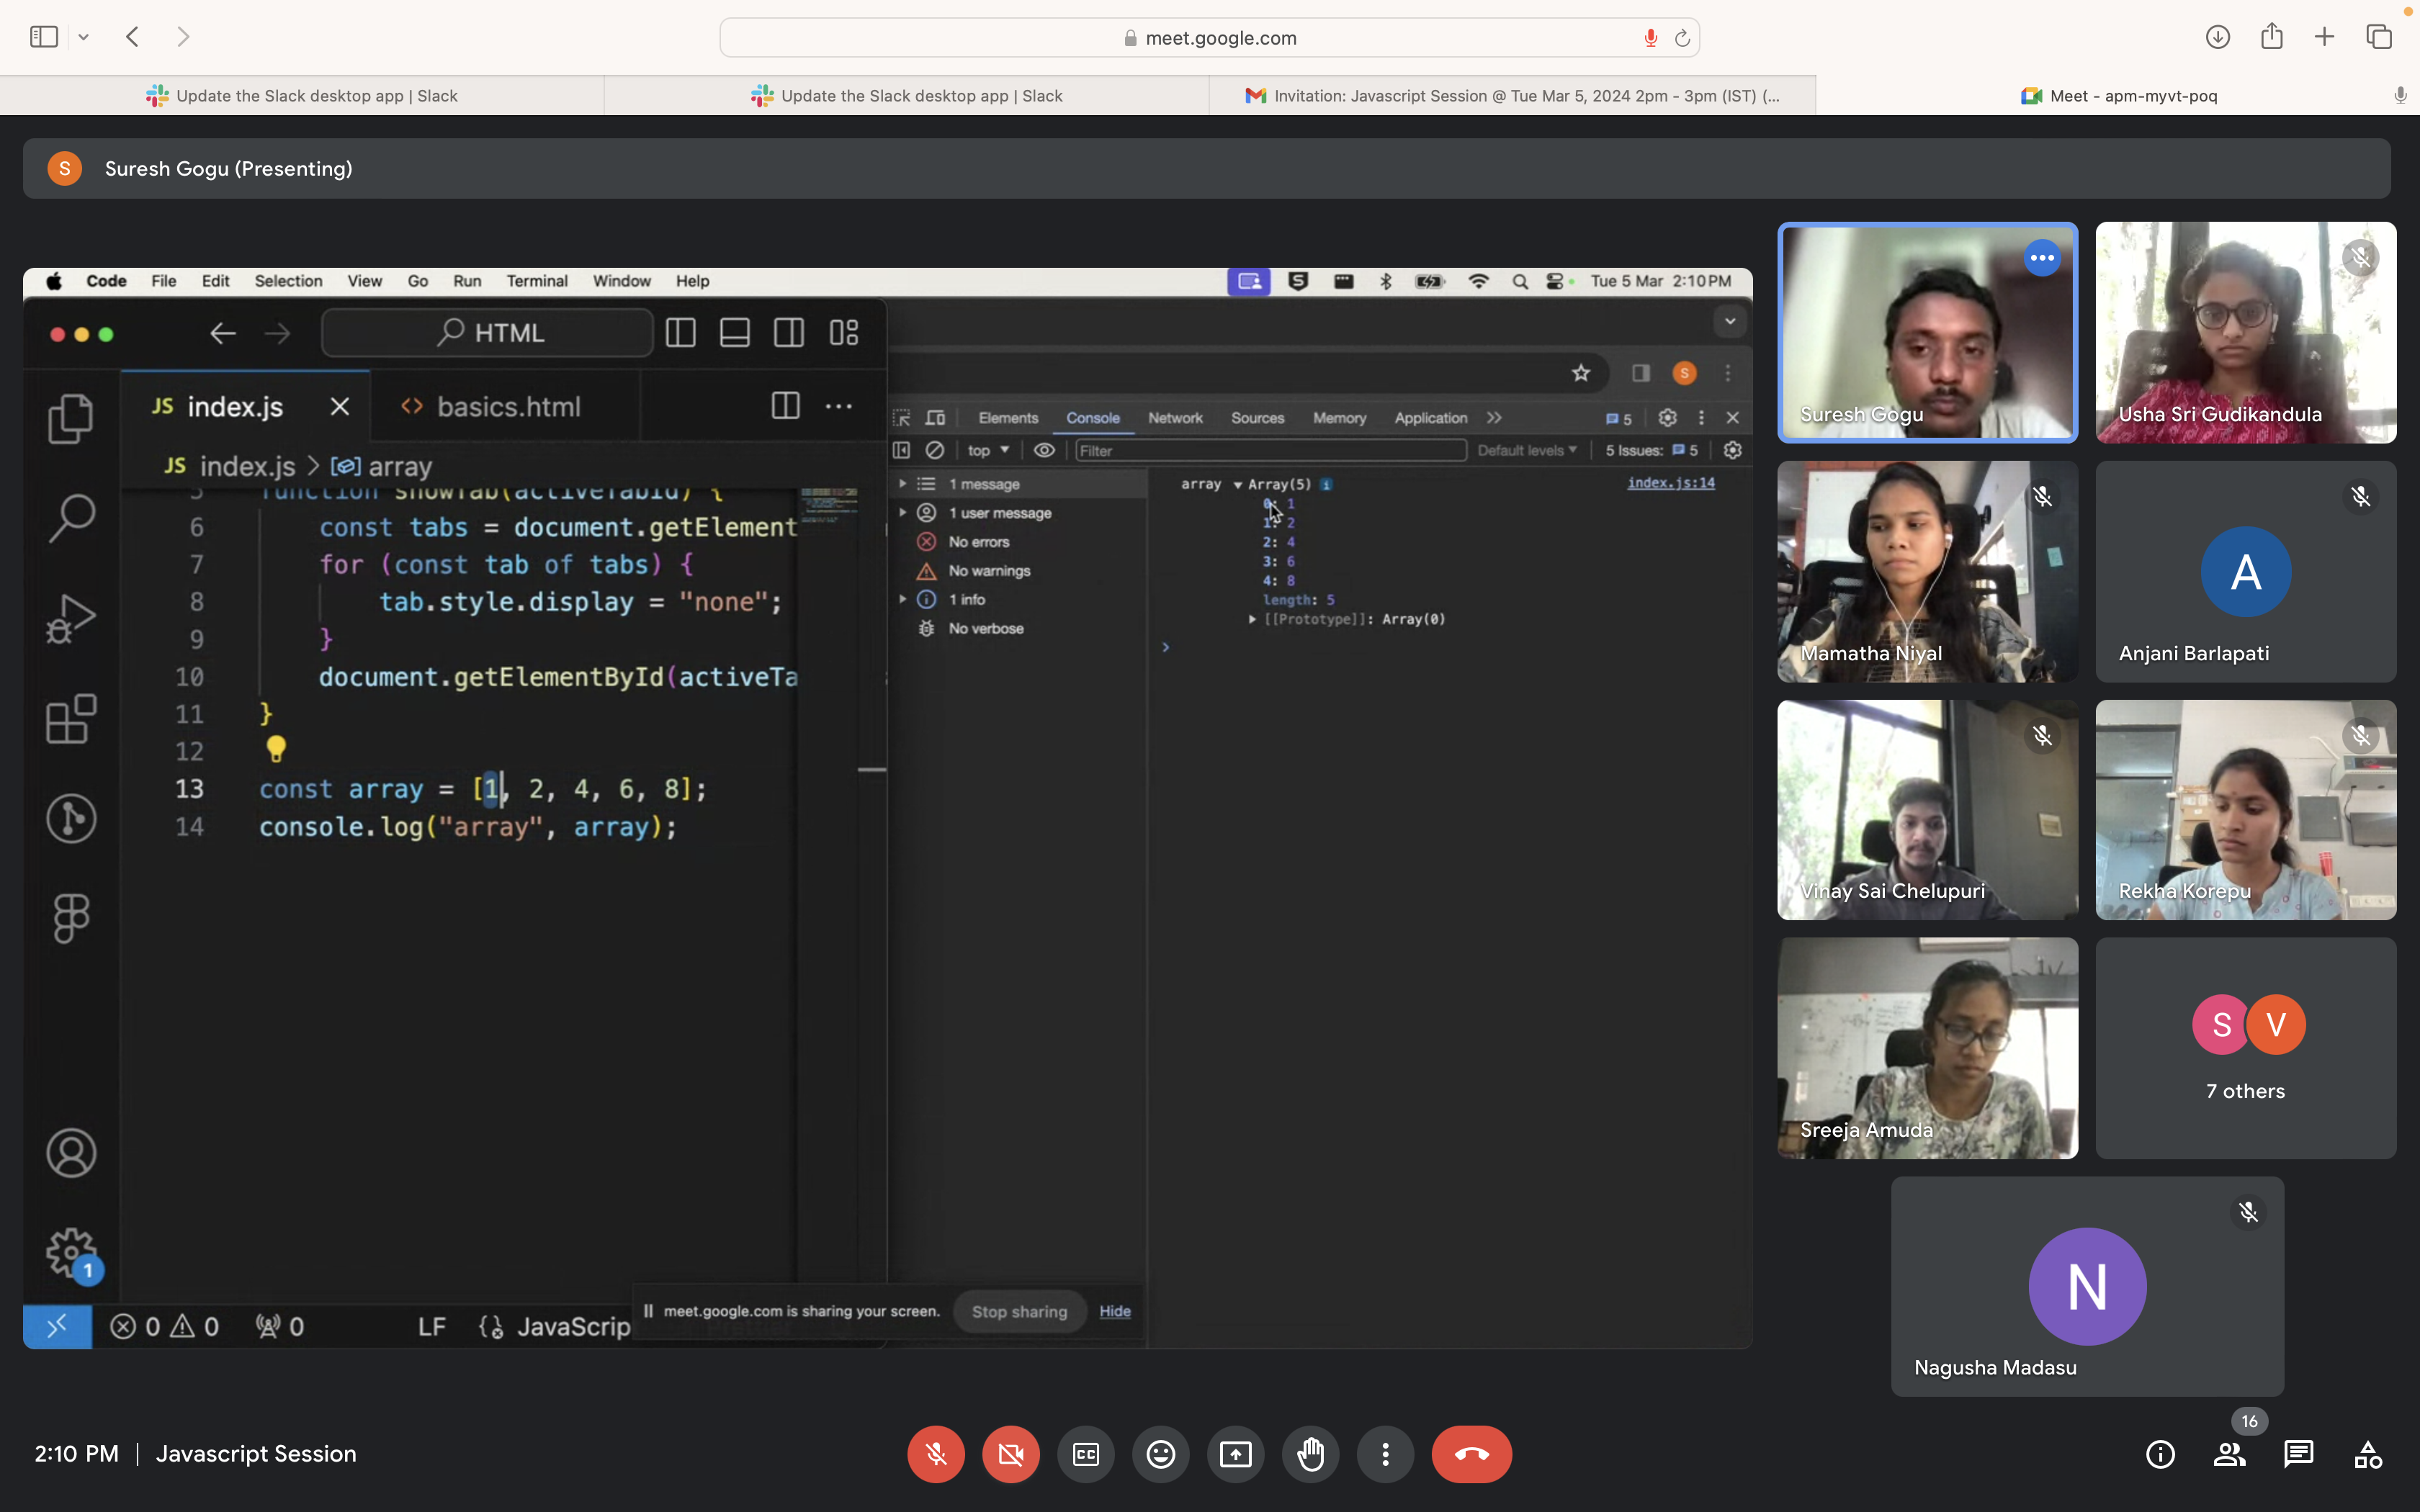 meet.google.com
Update the Slack desktop app | Slack
Update the Slack desktop app | Slack
Invitation: Javascript Session @ Tue Mar 5, 2024 2pm - 3pm (IST) (...
Meet - apm-myvt-poq
S
Suresh Gogu (Presenting)
Code File Edit Selection View Go Run Terminal Window Help
Tue 5 Mar 2:10 PM
HTML
JS index.js
<> basics.html
JS index.js > array
5 function showTab(activeTabId) {
6 const tabs = document.getElement
7 for (const tab of tabs) {
8 tab.style.display = "none";
9 }
10 document.getElementById(activeTa
11 }
12
13 const array = [1, 2, 4, 6, 8];
14 console.log("array", array);
1
0 0 0 LF JavaScrip
S
Elements Console Network Sources Memory Application 5
top Filter Default levels 5 Issues: 5
1 message
1 user message
No errors
No warnings
1 info
No verbose
array Array(5) i index.js:14
0: 1
1: 2
2: 4
3: 6
4: 8
length: 5
[[Prototype]]: Array(0)
meet.google.com is sharing your screen. Stop sharing Hide
Suresh Gogu
Usha Sri Gudikandula
Mamatha Niyal
A
Anjani Barlapati
Vinay Sai Chelupuri
Rekha Korepu
Sreeja Amuda
S V
7 others
N
Nagusha Madasu
2:10 PM | Javascript Session
CC
16